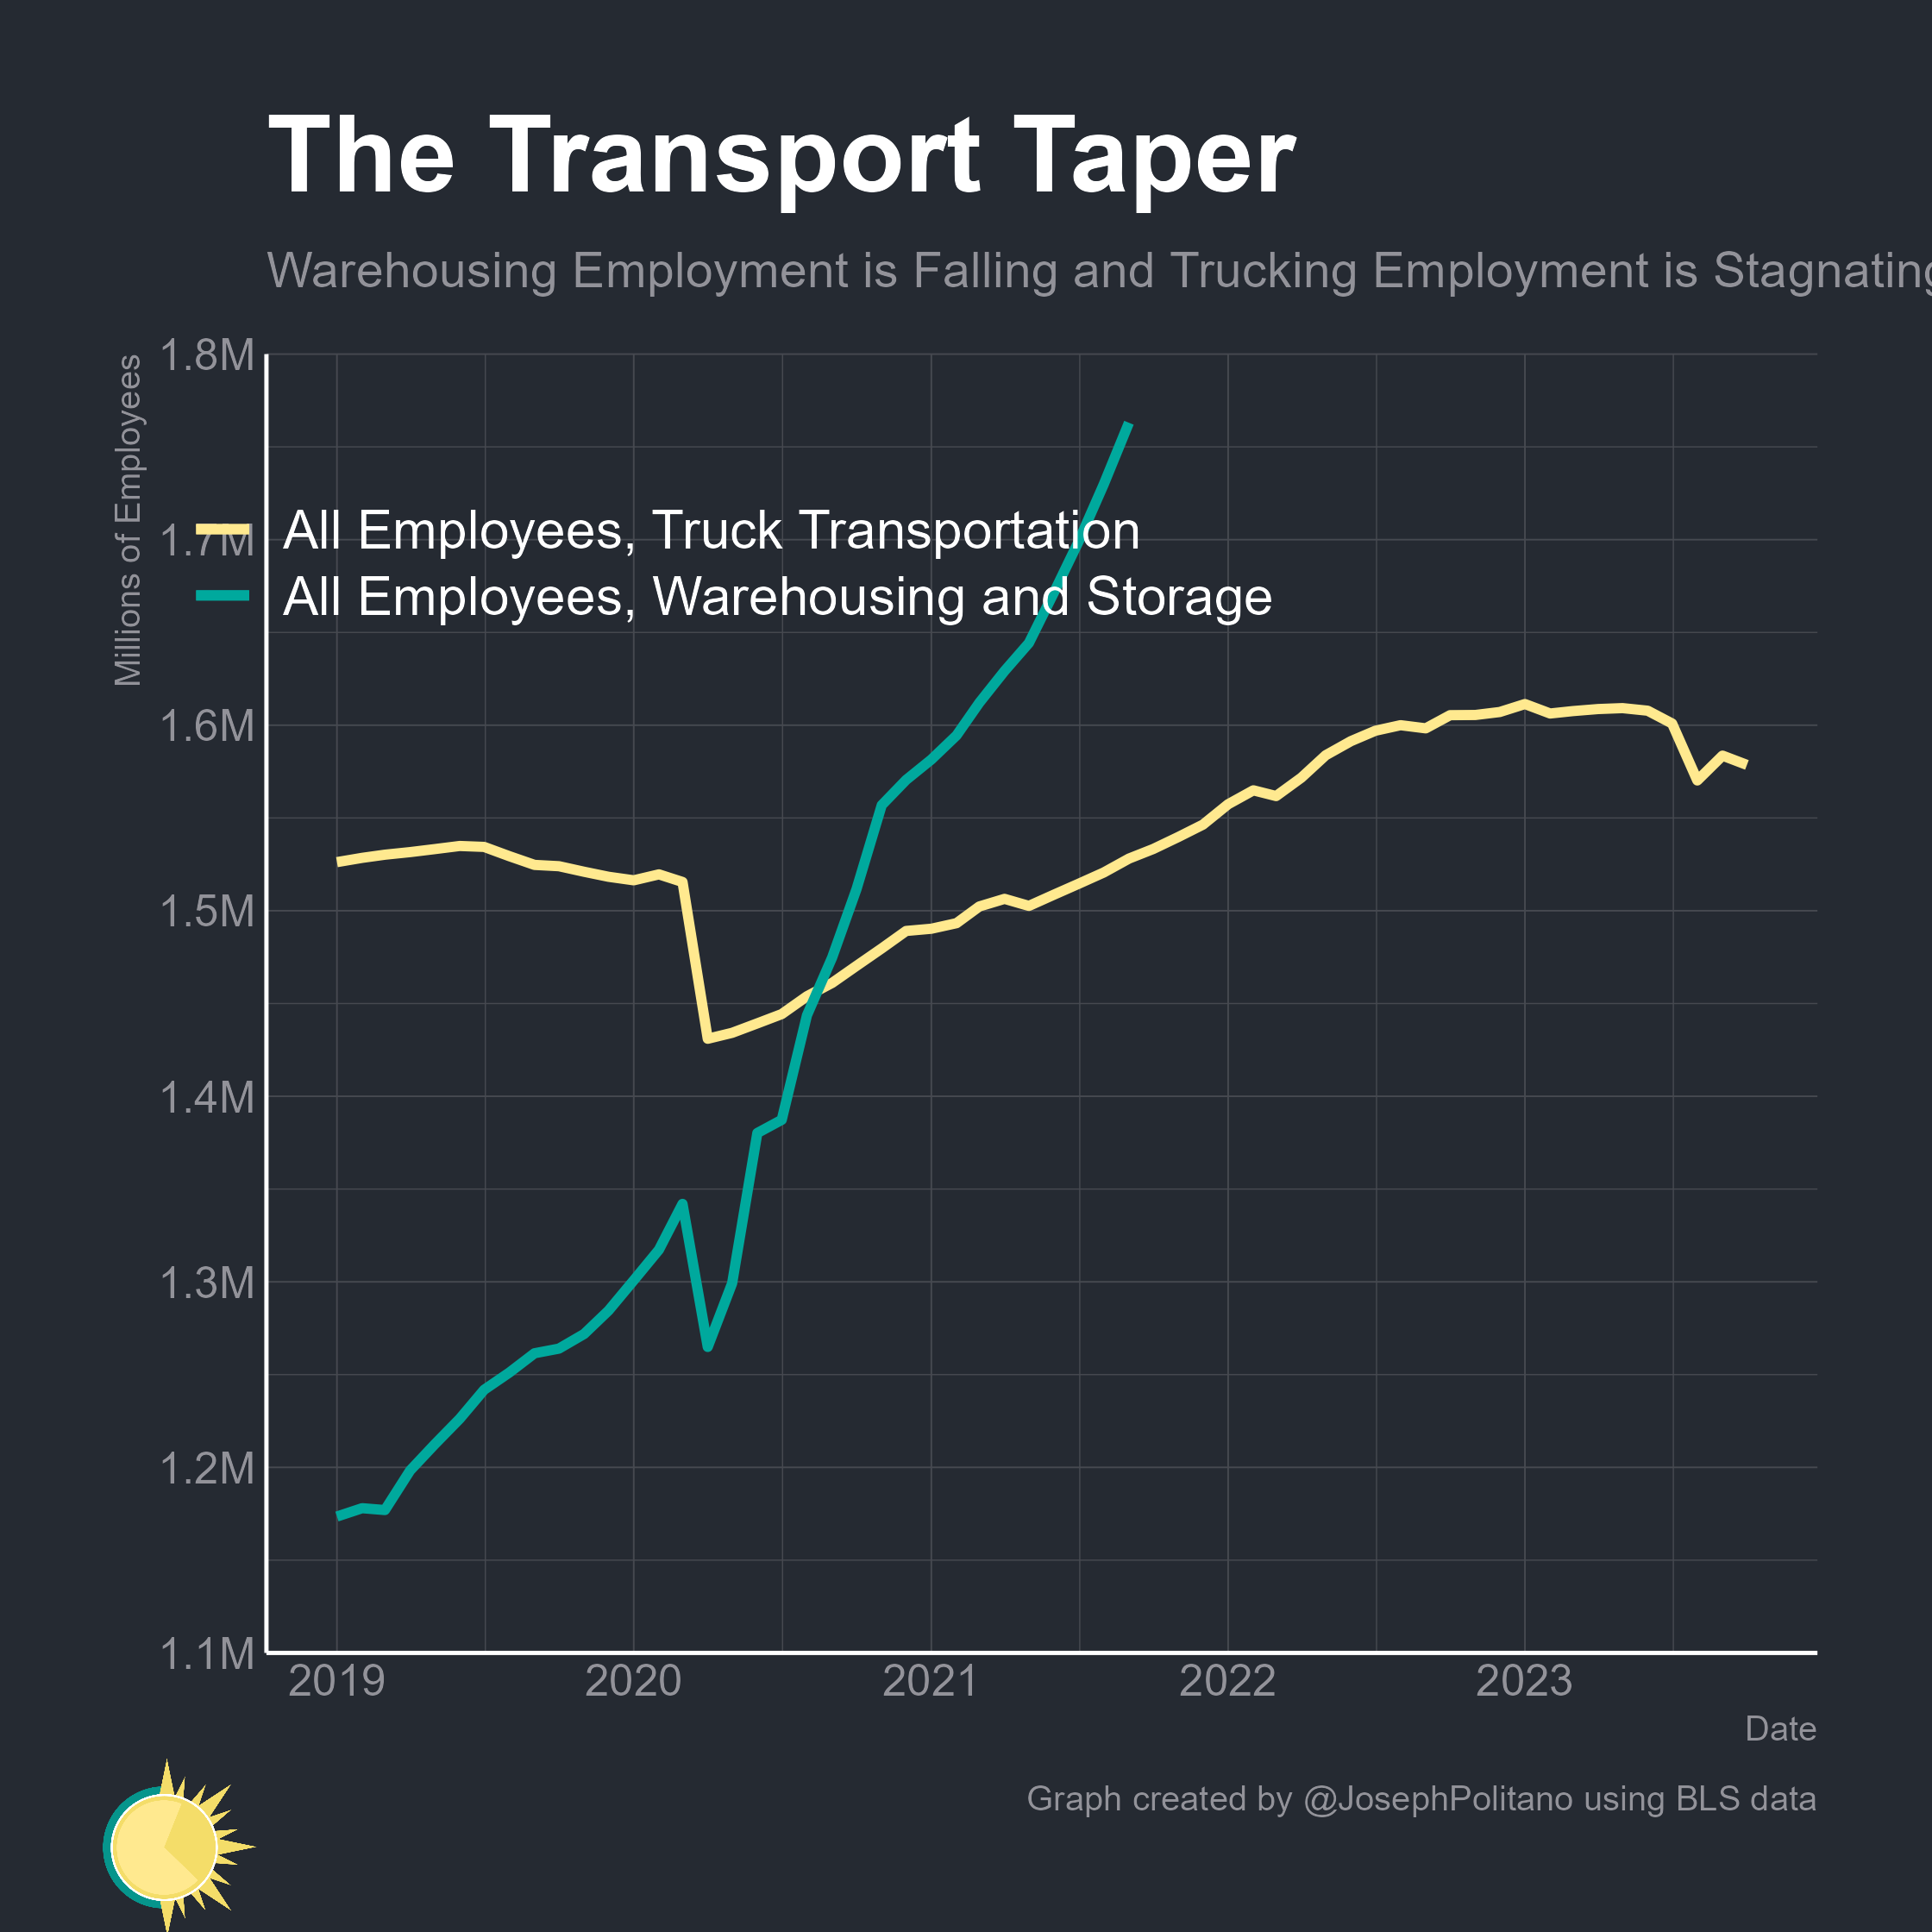 The Transport Taper
Warehousing Employment is Falling and Trucking Employment is Stagnating
Millions of Employees
1.8M
1.7M
1.6M
1.5M
1.4M
1.3M
1.2M
1.1M
All Employees, Truck Transportation
All Employees, Warehousing and Storage
2019 2020 2021 2022 2023
Date
Graph created by @JosephPolitano using BLS data